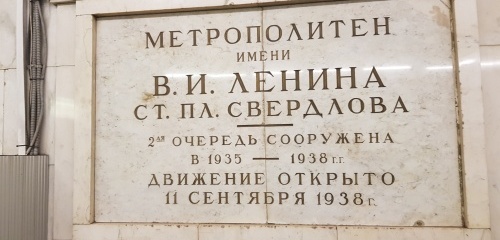 МЕТРОПОЛИТЕН
ИМЕНИ
В. И. ЛЕНИНА
СТ. ПЛ. СВЕРДЛОВА
2АЯ ОЧЕРЕДЬ СООРУЖЕНА
В 1935 — 1938 г.г.
ДВИЖЕНИЕ ОТКРЫТО
11 СЕНТЯБРЯ 1938 г.